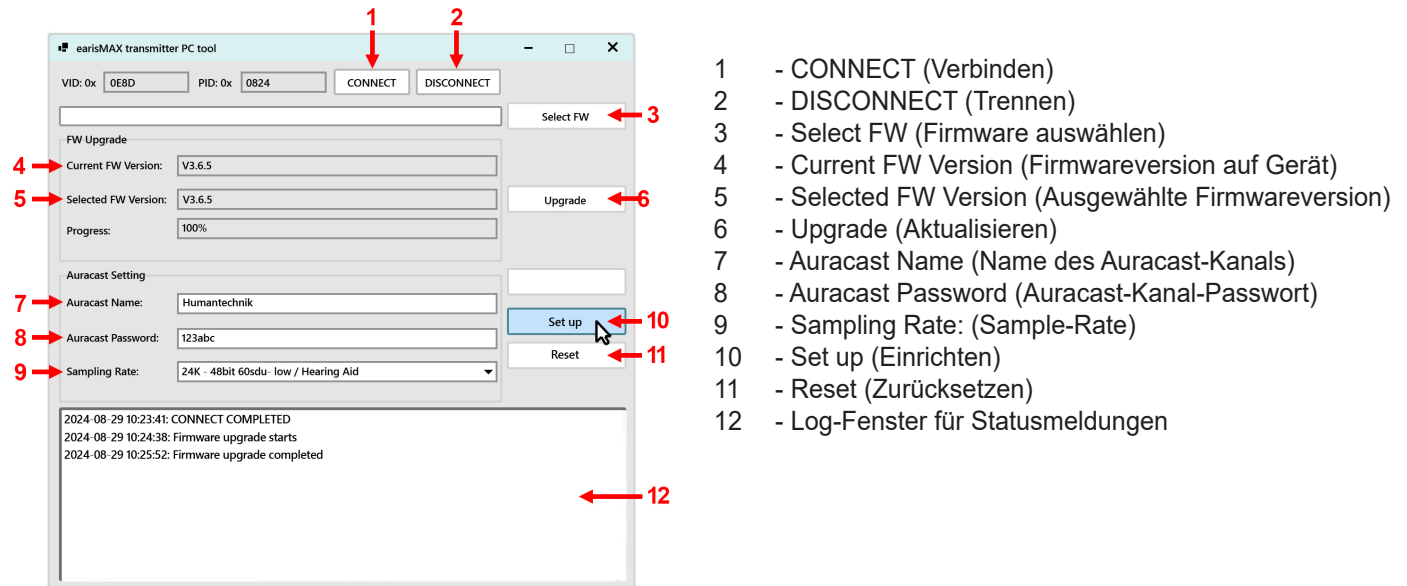 1 2
earisMAX transmitter PC tool
VID: 0x 0E8D PID: 0x 0824 CONNECT DISCONNECT
Select FW 3
FW Upgrade
4 Current FW Version: V3.6.5
5 Selected FW Version: V3.6.5 Upgrade 6
Progress: 100%
Auracast Setting
7 Auracast Name: Humantechnik
Set up 10
8 Auracast Password: 123abc
Reset 11
9 Sampling Rate: 24K - 48bit 60sdu- low / Hearing Aid
2024-08-29 10:23:41: CONNECT COMPLETED
2024-08-29 10:24:38: Firmware upgrade starts
2024-08-29 10:25:52: Firmware upgrade completed
12
1 - CONNECT (Verbinden)
2 - DISCONNECT (Trennen)
3 - Select FW (Firmware auswählen)
4 - Current FW Version (Firmwareversion auf Gerät)
5 - Selected FW Version (Ausgewählte Firmwareversion)
6 - Upgrade (Aktualisieren)
7 - Auracast Name (Name des Auracast-Kanals)
8 - Auracast Password (Auracast-Kanal-Passwort)
9 - Sampling Rate: (Sample-Rate)
10 - Set up (Einrichten)
11 - Reset (Zurücksetzen)
12 - Log-Fenster für Statusmeldungen